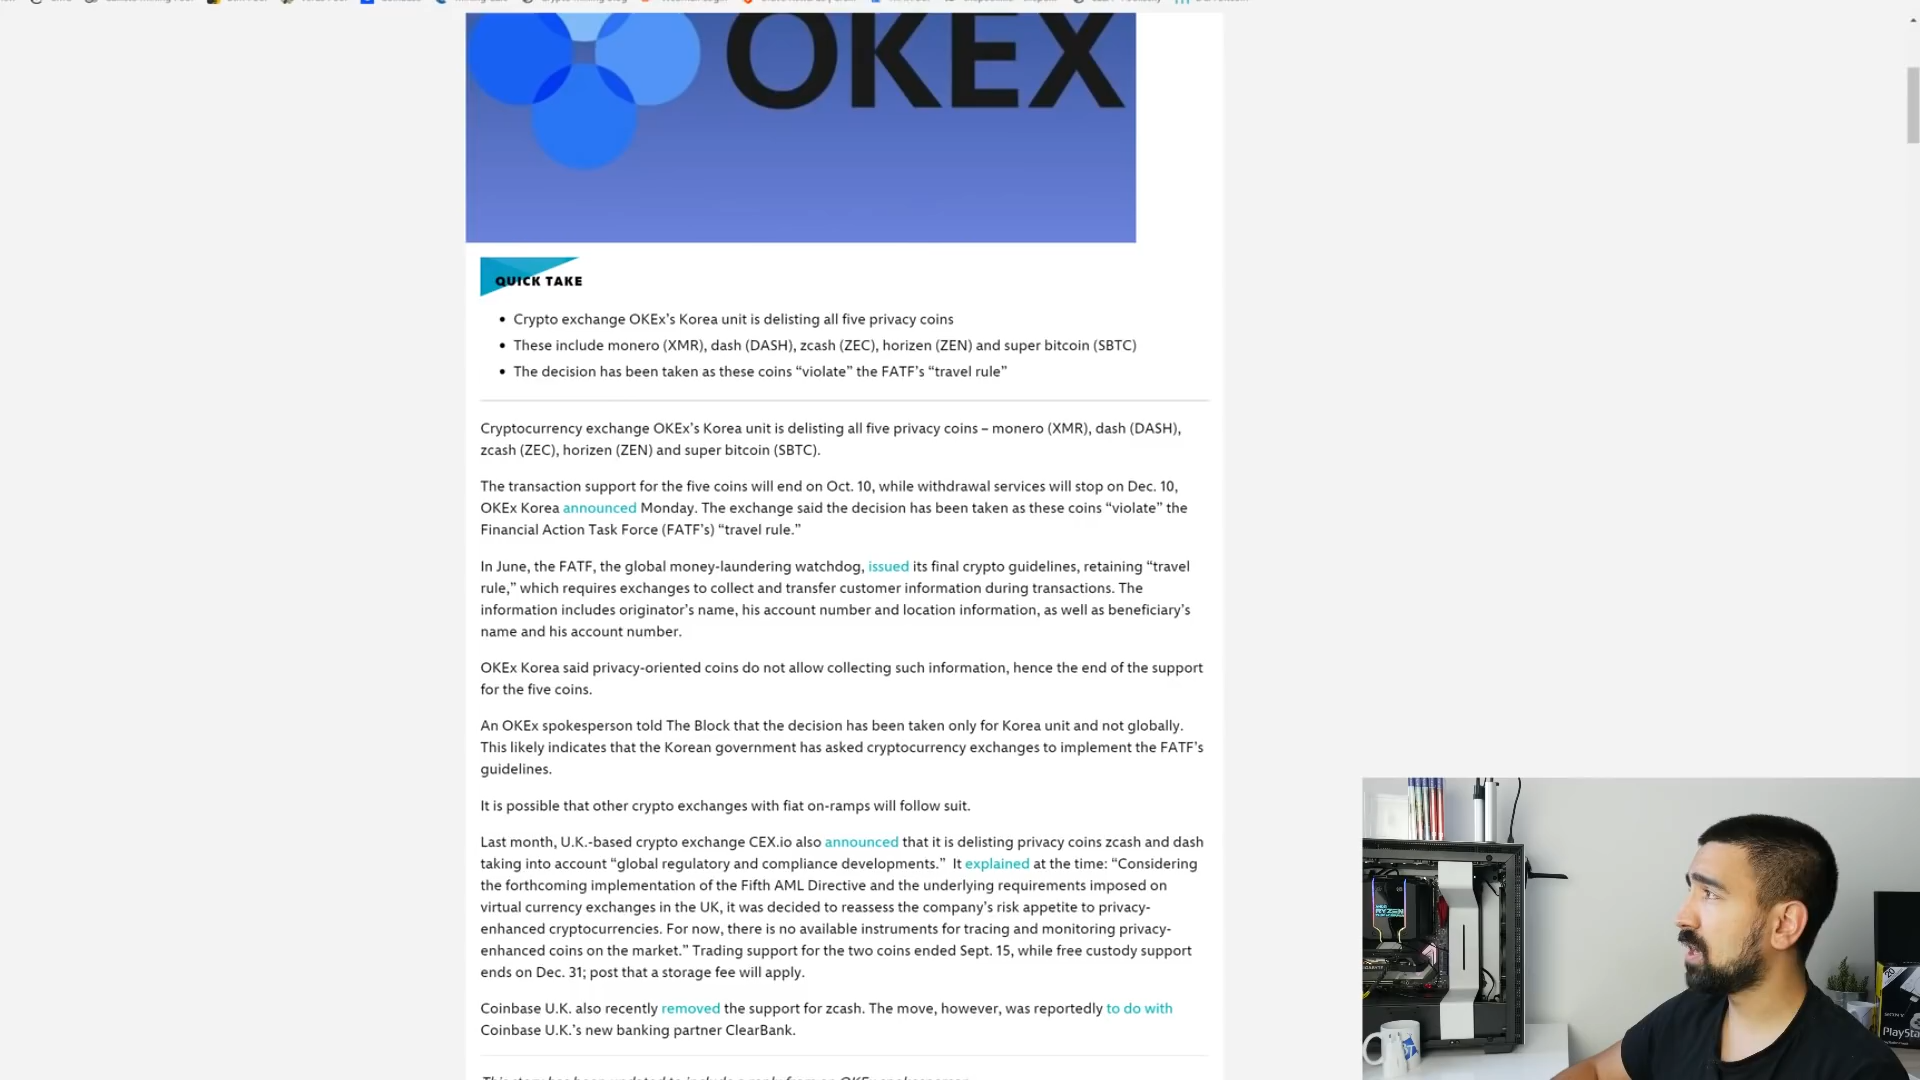 OKEX
QUICK TAKE
Crypto exchange OKEx's Korea unit is delisting all five privacy coins
These include monero (XMR), dash (DASH), zcash (ZEC), horizen (ZEN) and super bitcoin (SBTC)
The decision has been taken as these coins “violate” the FATF's “travel rule”
Cryptocurrency exchange OKEx's Korea unit is delisting all five privacy coins – monero (XMR), dash (DASH),
zcash (ZEC), horizen (ZEN) and super bitcoin (SBTC).
The transaction support for the five coins will end on Oct. 10, while withdrawal services will stop on Dec. 10,
OKEx Korea announced Monday. The exchange said the decision has been taken as these coins “violate” the
Financial Action Task Force (FATF's) “travel rule.”
In June, the FATF, the global money-laundering watchdog, issued its final crypto guidelines, retaining “travel
rule,” which requires exchanges to collect and transfer customer information during transactions. The
information includes originator's name, his account number and location information, as well as beneficiary's
name and his account number.
OKEx Korea said privacy-oriented coins do not allow collecting such information, hence the end of the support
for the five coins.
An OKEx spokesperson told The Block that the decision has been taken only for Korea unit and not globally.
This likely indicates that the Korean government has asked cryptocurrency exchanges to implement the FATF's
guidelines.
It is possible that other crypto exchanges with fiat on-ramps will follow suit.
Last month, U.K.-based crypto exchange CEX.io also announced that it is delisting privacy coins zcash and dash
taking into account “global regulatory and compliance developments.” It explained at the time: “Considering
the forthcoming implementation of the Fifth AML Directive and the underlying requirements imposed on
virtual currency exchanges in the UK, it was decided to reassess the company's risk appetite to privacy-
enhanced cryptocurrencies. For now, there is no available instruments for tracing and monitoring privacy-
enhanced coins on the market.” Trading support for the two coins ended Sept. 15, while free custody support
ends on Dec. 31; post that a storage fee will apply.
Coinbase U.K. also recently removed the support for zcash. The move, however, was reportedly to do with
Coinbase U.K.'s new banking partner ClearBank.
RYZEN
SONY
PlaySta